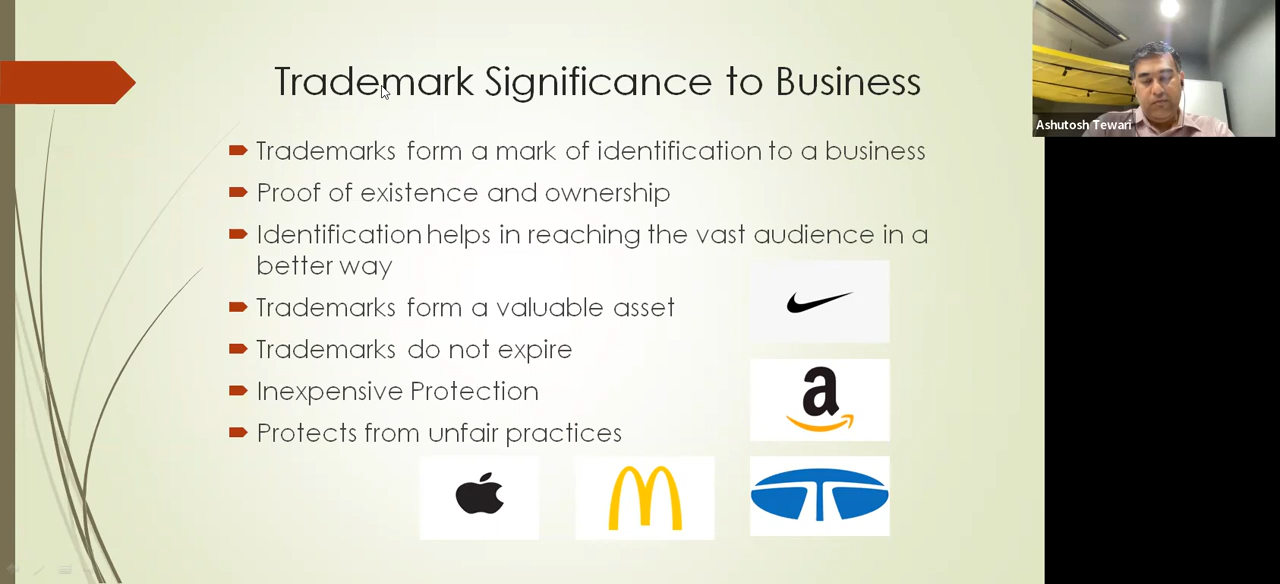 Trademark Significance to Business
Trademarks form a mark of identification to a business
Proof of existence and ownership
Identification helps in reaching the vast audience in a
better way
Trademarks form a valuable asset
Trademarks do not expire
Inexpensive Protection
Protects from unfair practices
a
Ashutosh Tewari